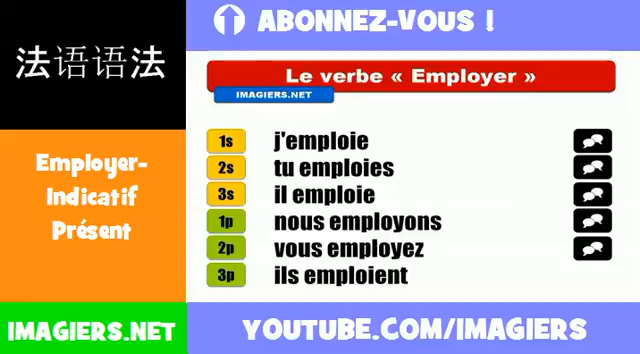 法语语法
Employer-
Indicatif
Présent
IMAGIERS.NET
ABONNEZ-VOUS !
Le verbe « Employer »
IMAGIERS.NET
1s j'emploie
2s tu emploies
3s il emploie
1p nous employons
2p vous employez
3p ils emploient
YOUTUBE.COM/IMAGIERS